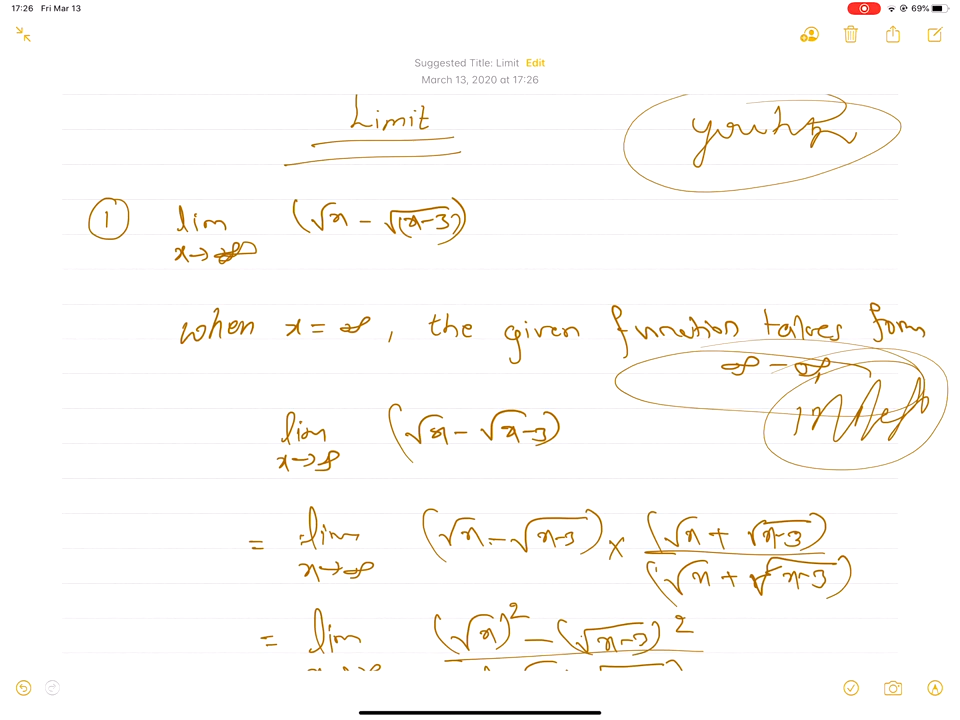 17:26 Fri Mar 13
69%
Suggested Title: Limit Edit
March 13, 2020 at 17:26
Limit
① lim (√x - √(x-3))
x→∞
when x = ∞, the given function takes form
∞ - ∞,
lim (√x - √x-3)
x→∞
= lim (√x - √x-3) × (√x + √x-3)
x→∞ (√x + √x-3)
= lim (√x)² - (√x-3)²